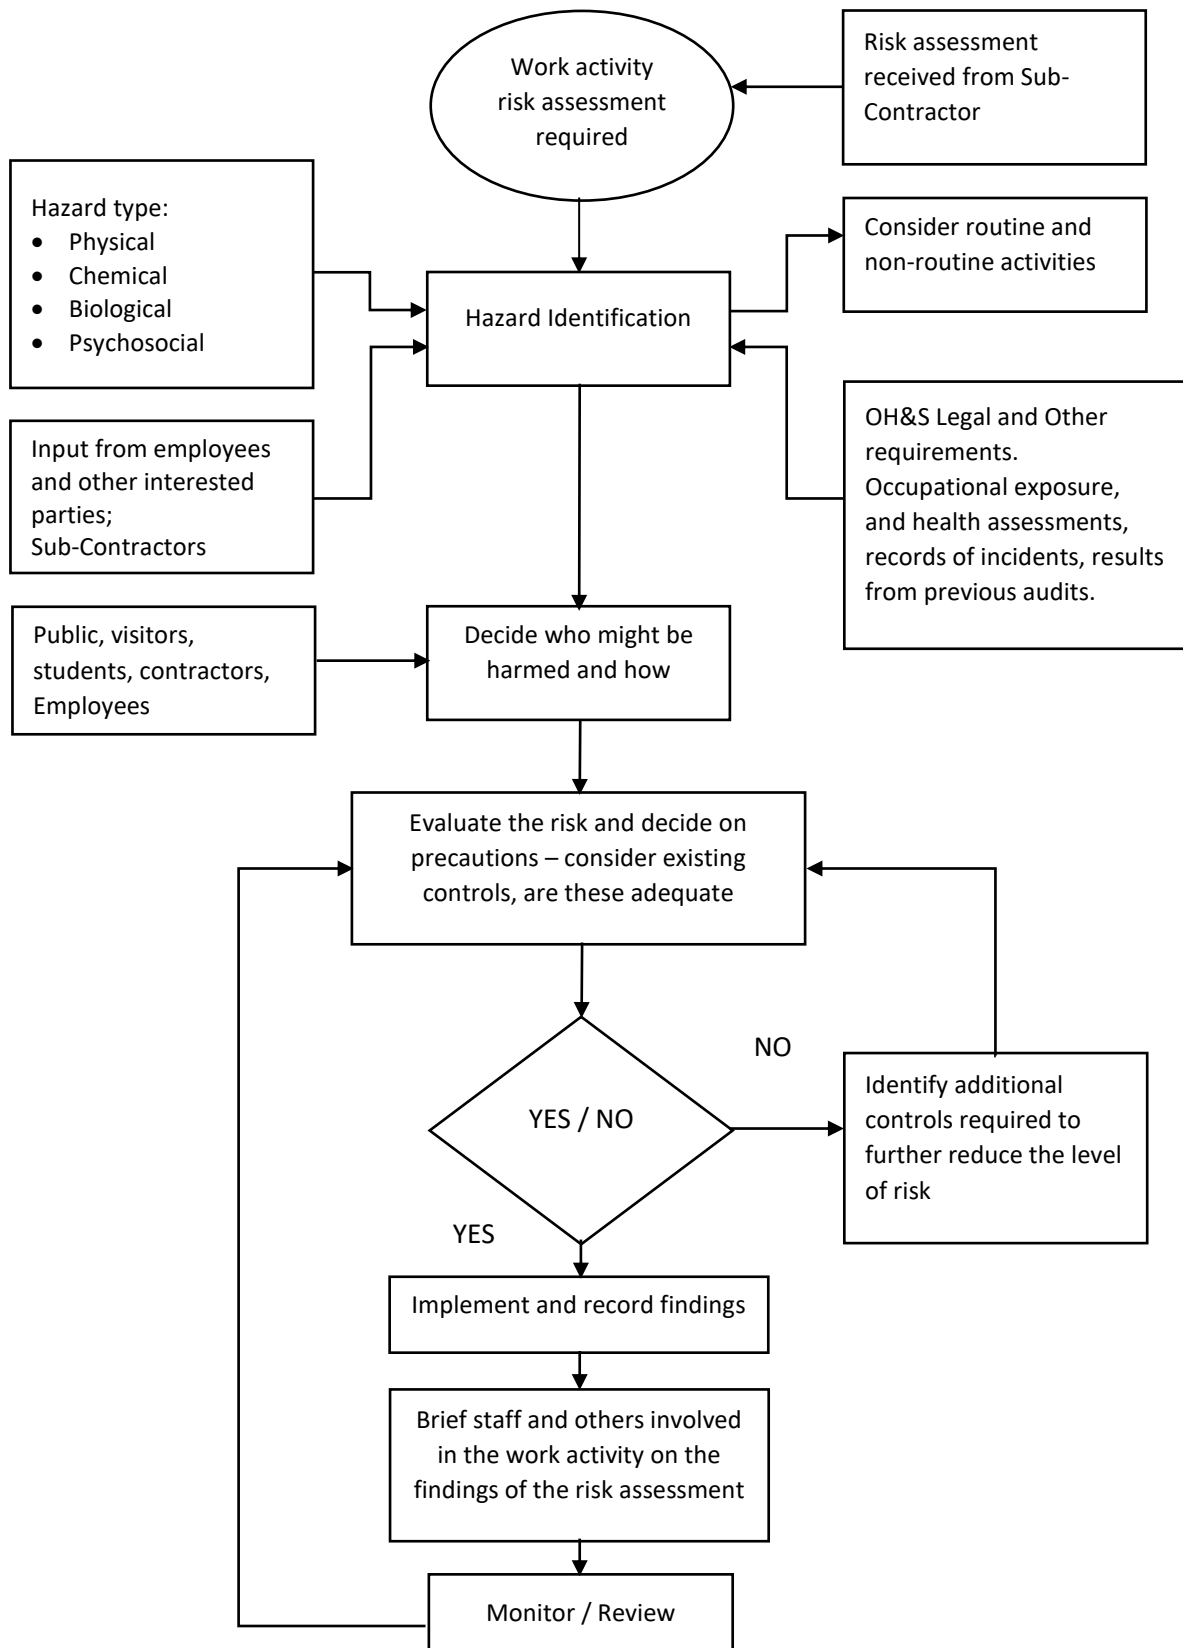 Work activity
risk assessment
required
Risk assessment
received from Sub-
Contractor
Hazard type:
• Physical
• Chemical
• Biological
• Psychosocial
Consider routine and
non-routine activities
Hazard Identification
Input from employees
and other interested
parties;
Sub-Contractors
OH&S Legal and Other
requirements.
Occupational exposure,
and health assessments,
records of incidents, results
from previous audits.
Public, visitors,
students, contractors,
Employees
Decide who might be
harmed and how
Evaluate the risk and decide on
precautions – consider existing
controls, are these adequate
YES / NO
NO
Identify additional
controls required to
further reduce the level
of risk
YES
Implement and record findings
Brief staff and others involved
in the work activity on the
findings of the risk assessment
Monitor / Review